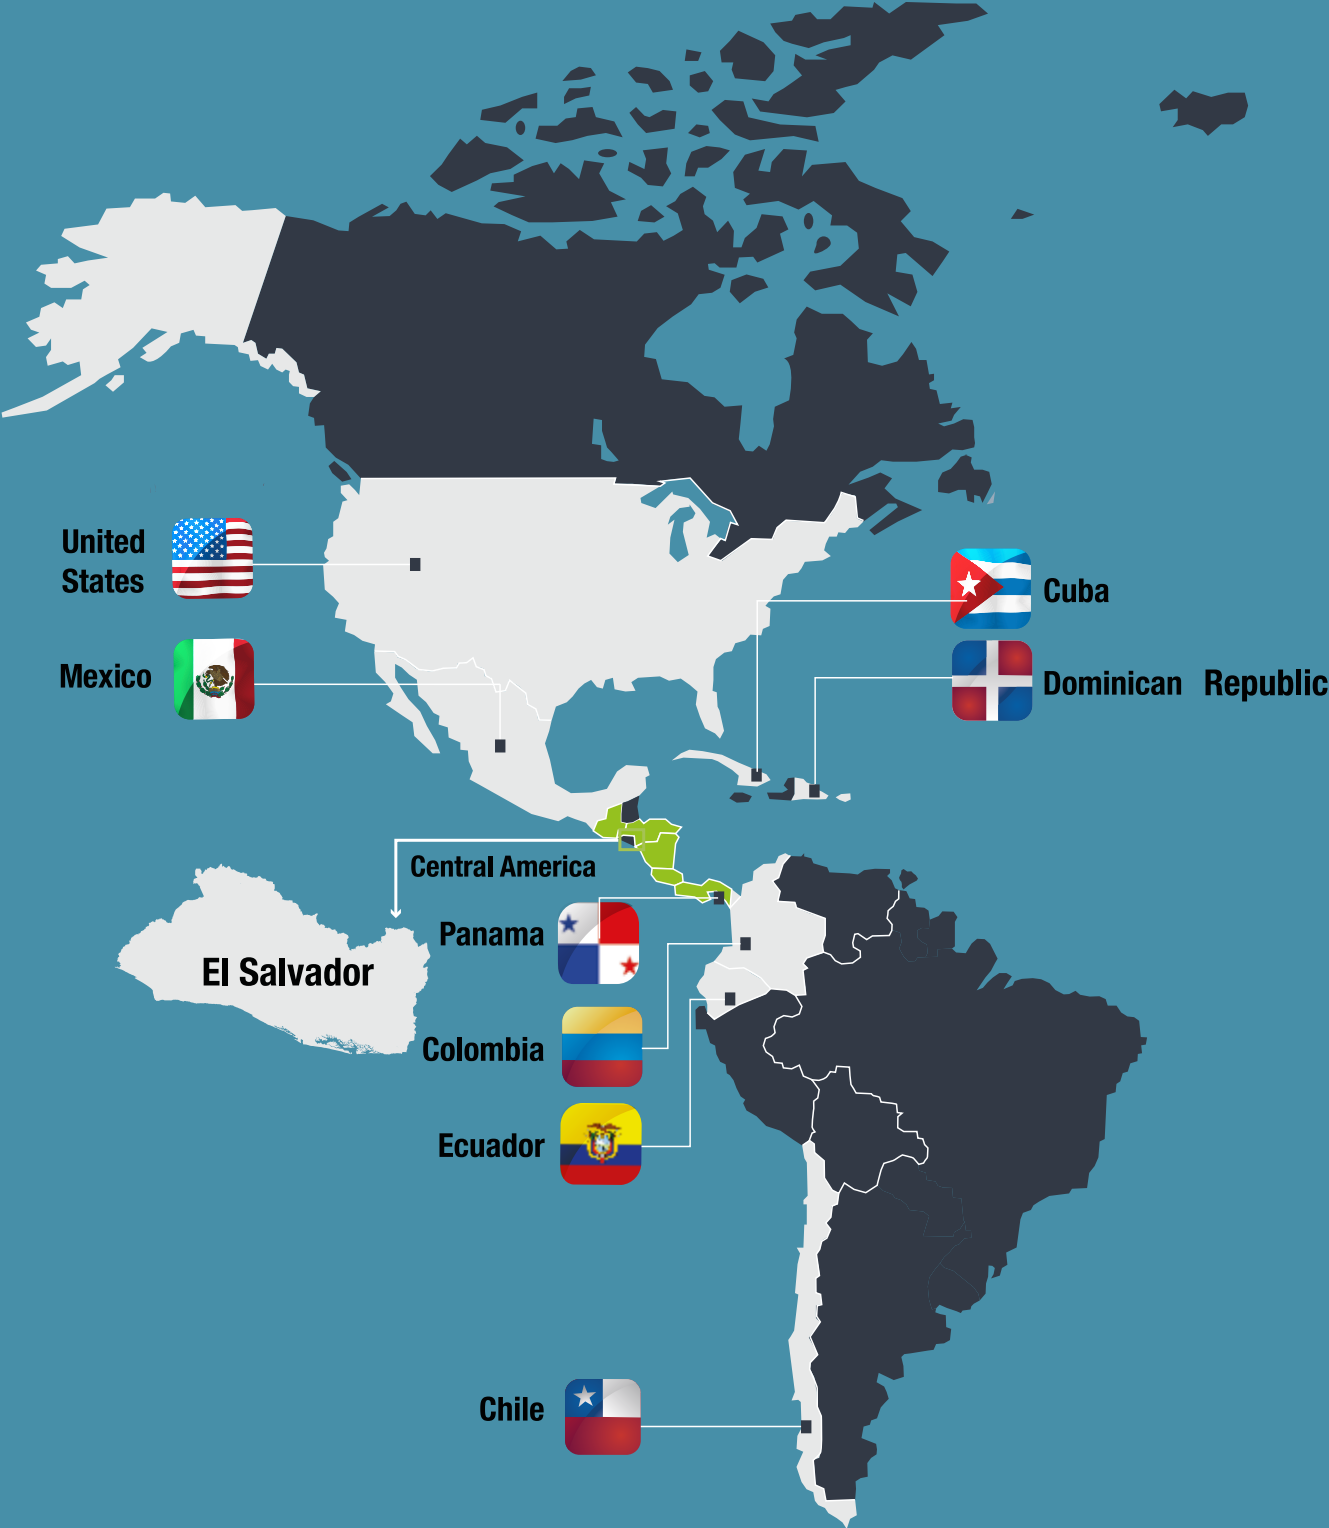 United
States
Mexico
Cuba
Dominican Republic
Central America
Panama
El Salvador
Colombia
Ecuador
Chile